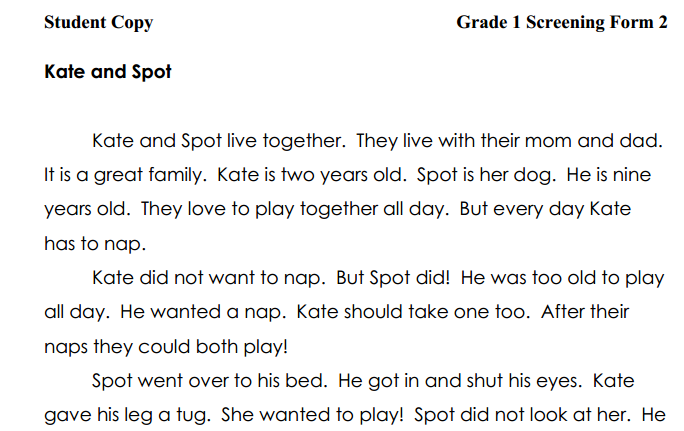 Student Copy Grade 1 Screening Form 2
Kate and Spot
Kate and Spot live together. They live with their mom and dad.
It is a great family. Kate is two years old. Spot is her dog. He is nine
years old. They love to play together all day. But every day Kate
has to nap.
Kate did not want to nap. But Spot did! He was too old to play
all day. He wanted a nap. Kate should take one too. After their
naps they could both play!
Spot went over to his bed. He got in and shut his eyes. Kate
gave his leg a tug. She wanted to play! Spot did not look at her. He